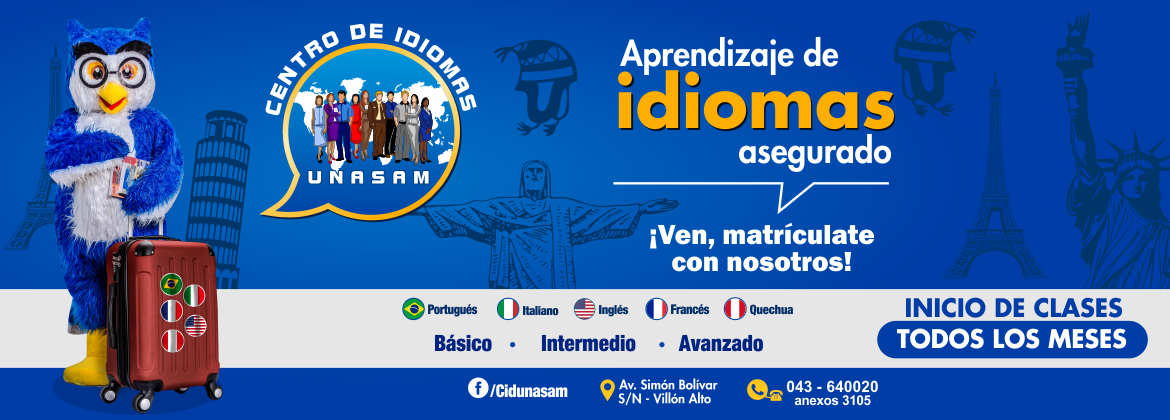 CENTRO DE IDIOMAS
UNASAM
Aprendizaje de
idiomas
asegurado
¡Ven, matrículate
con nosotros!
Portugués Italiano Inglés Francés Quechua
Básico • Intermedio • Avanzado
INICIO DE CLASES
TODOS LOS MESES
/Cidunasam
Av. Simón Bolívar
S/N - Villón Alto
043 - 640020
anexos 3105